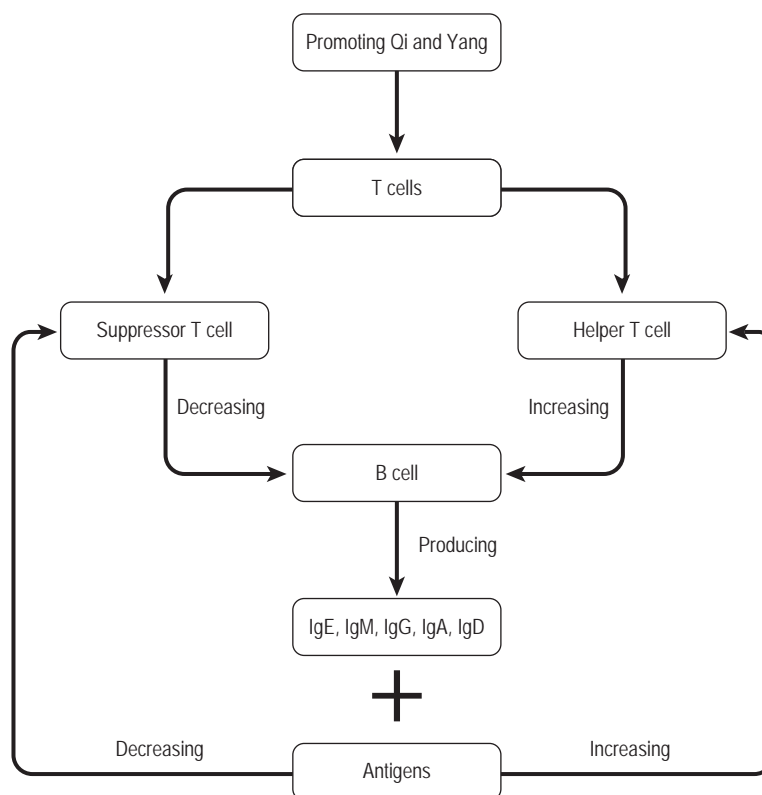 Promoting Qi and Yang
T cells
Suppressor T cell
Helper T cell
Decreasing
Increasing
B cell
Producing
IgE, IgM, IgG, IgA, IgD
+
Decreasing
Increasing
Antigens